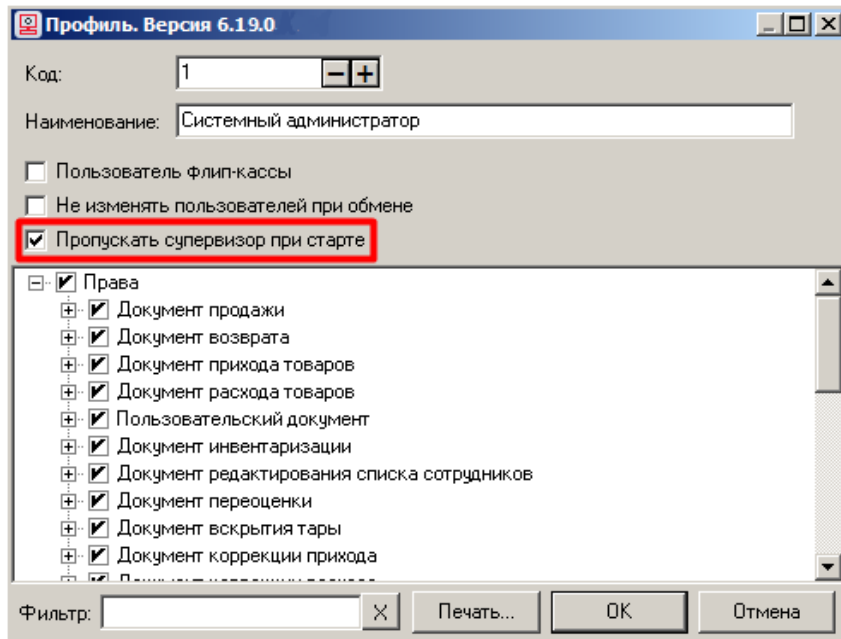 Профиль. Версия 6.19.0
Код: 1
Наименование: Системный администратор
Пользователь флип-кассы
Не изменять пользователей при обмене
Пропускать супервизор при старте
Права
Документ продажи
Документ возврата
Документ прихода товаров
Документ расхода товаров
Пользовательский документ
Документ инвентаризации
Документ редактирования списка сотрудников
Документ переоценки
Документ вскрытия тары
Документ коррекции прихода
Фильтр: X Печать... OK Отмена